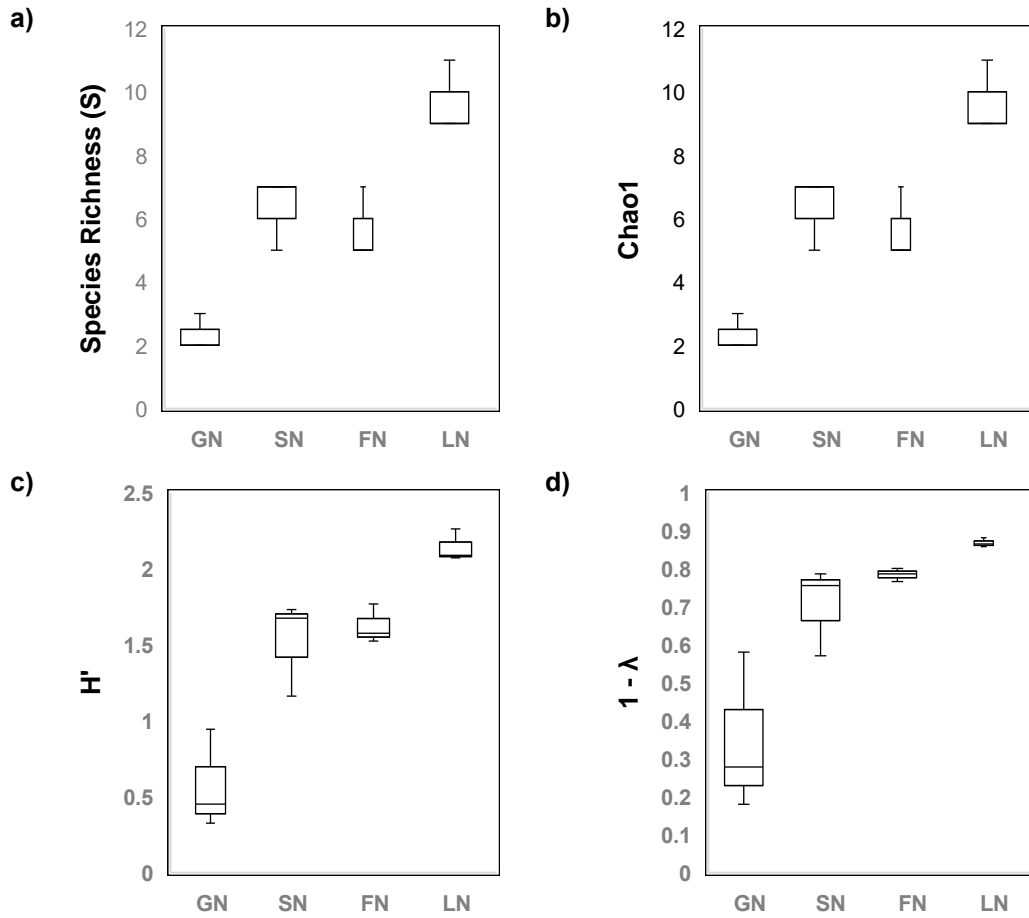 a)
Species Richness (S)
12
10
8
6
4
2
0
GN SN FN LN
b)
Chao1
12
10
8
6
4
2
0
GN SN FN LN
c)
H'
2.5
2
1.5
1
0.5
0
GN SN FN LN
d)
1 - λ
1
0.9
0.8
0.7
0.6
0.5
0.4
0.3
0.2
0.1
0
GN SN FN LN